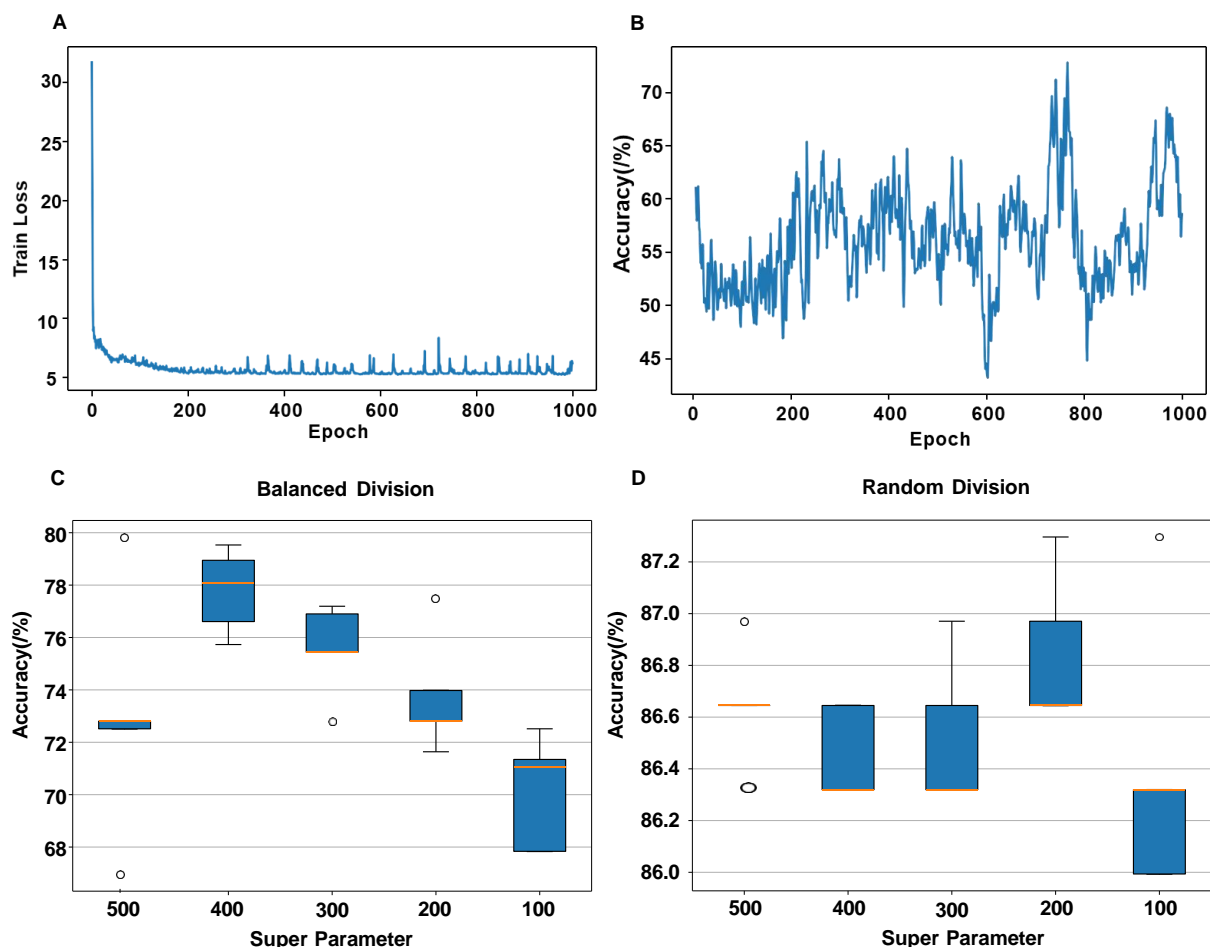 A
30
25
20
15
10
5
Train Loss
0 200 400 600 800 1000
Epoch
B
70
65
60
55
50
45
Accuracy(/%)
0 200 400 600 800 1000
Epoch
C
Balanced Division
80
78
76
74
72
70
68
Accuracy(/%)
500 400 300 200 100
Super Parameter
D
Random Division
87.2
87.0
86.8
86.6
86.4
86.2
86.0
Accuracy(/%)
500 400 300 200 100
Super Parameter